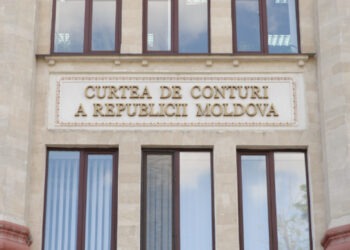 CURTEA DE CONTURI
A REPUBLICII MOLDOVA